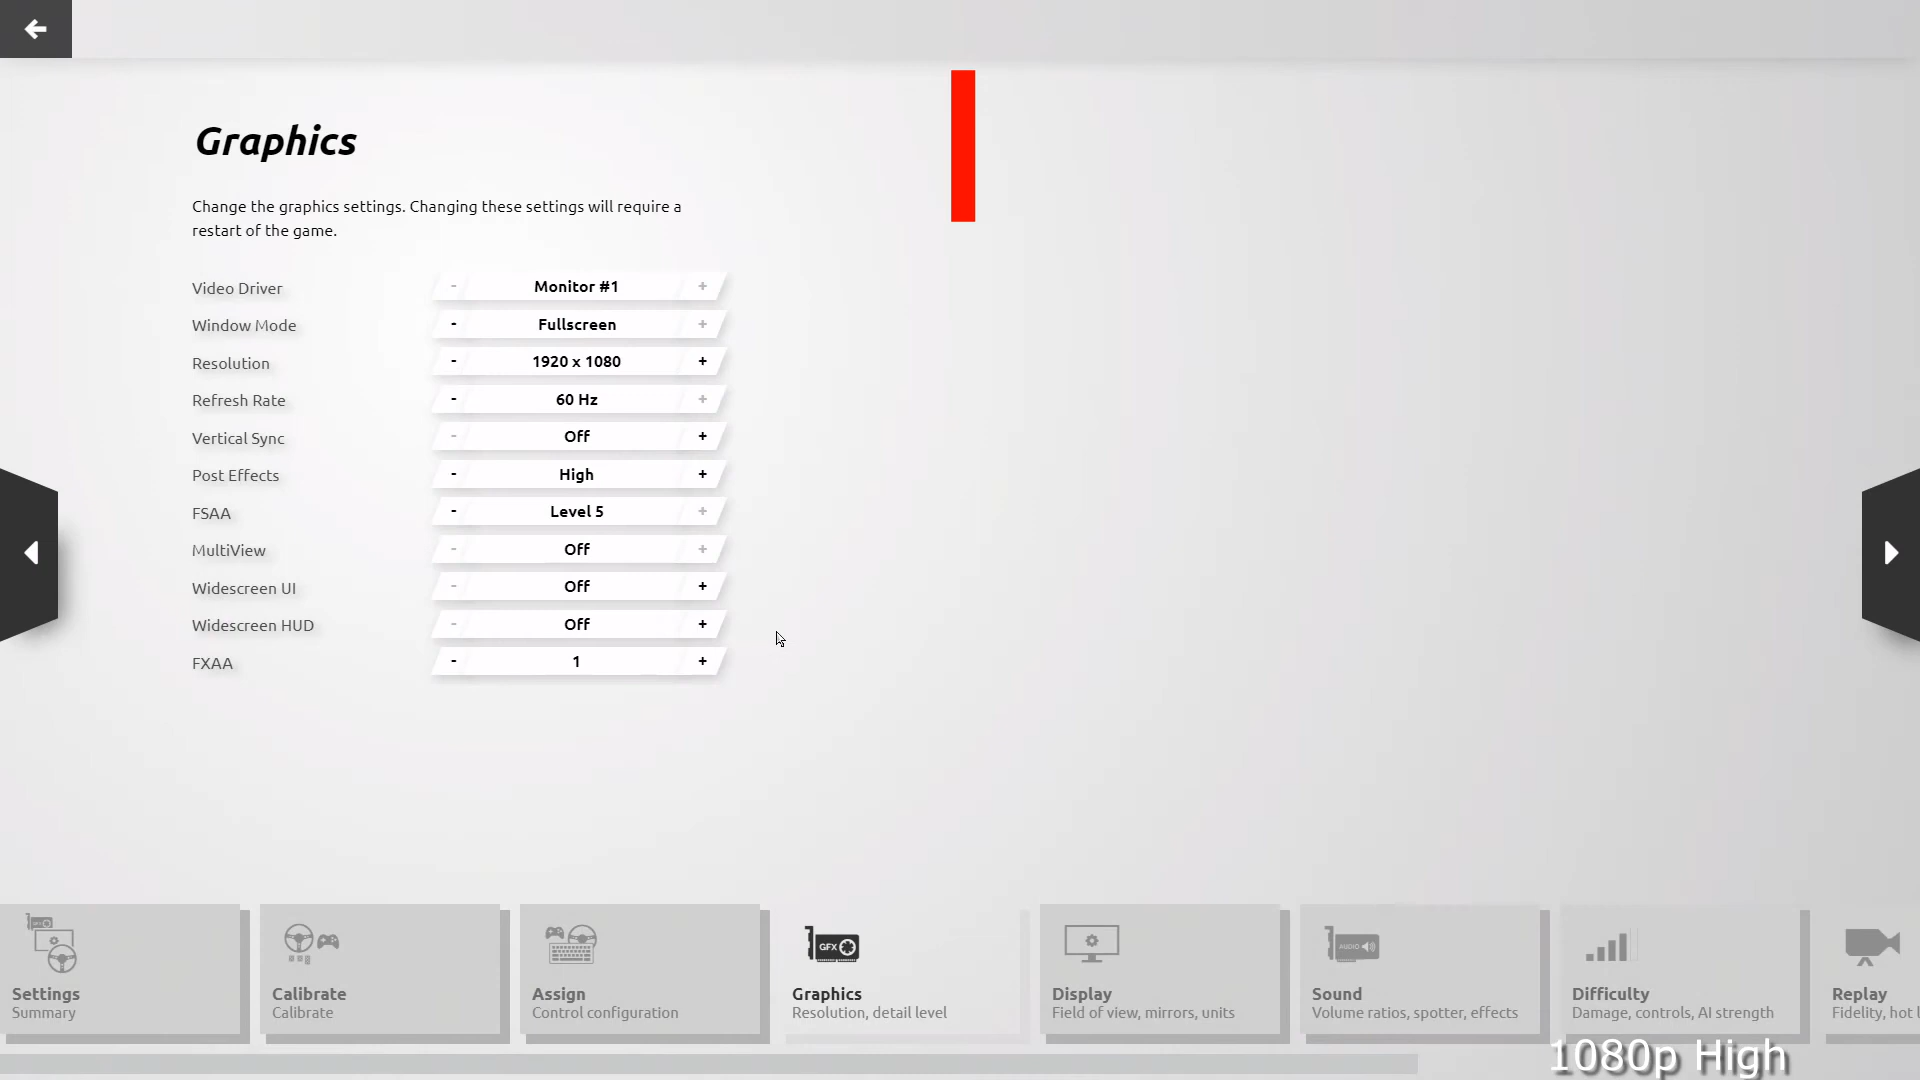 Graphics
Change the graphics settings. Changing these settings will require a
restart of the game.
Video Driver - Monitor #1 +
Window Mode - Fullscreen +
Resolution - 1920 x 1080 +
Refresh Rate - 60 Hz +
Vertical Sync - Off +
Post Effects - High +
FSAA - Level 5 +
MultiView - Off +
Widescreen UI - Off +
Widescreen HUD - Off +
FXAA - 1 +
GFX
AUDIO
Settings
Summary
Calibrate
Calibrate
Assign
Control configuration
Graphics
Resolution, detail level
Display
Field of view, mirrors, units
Sound
Volume ratios, spotter, effects
Difficulty
Damage, controls, AI strength
Replay
Fidelity, hot l
1080p High